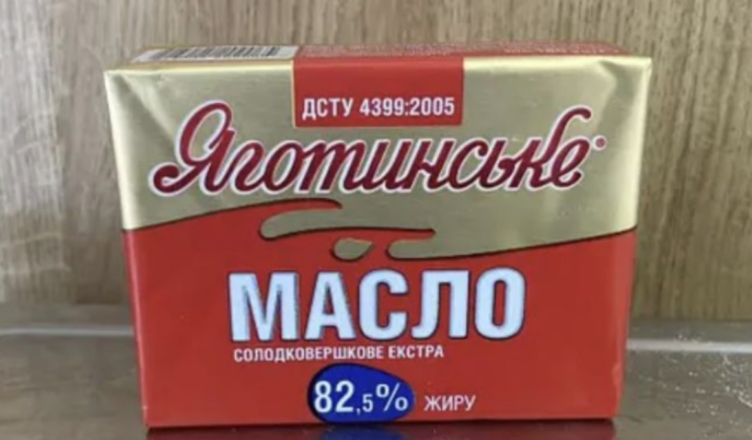 ДСТУ 4399:2005
Яготинське
МАСЛО
СОЛОДКОВЕРШКОВЕ ЕКСТРА
82,5% ЖИРУ